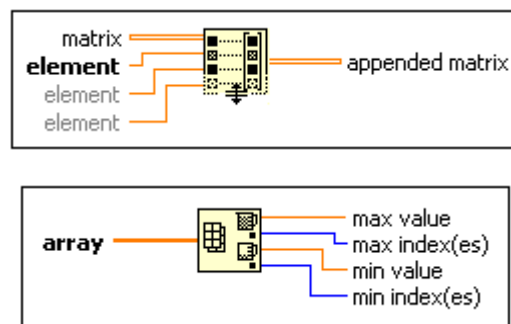 matrix
element
element
element
appended matrix
array
max value
max index(es)
min value
min index(es)